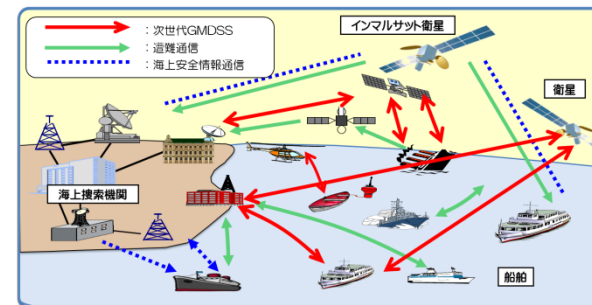 ：次世代GMDSS
：遭難通信
：海上安全情報通信
インマルサット衛星
衛星
海上捜索機関
船舶